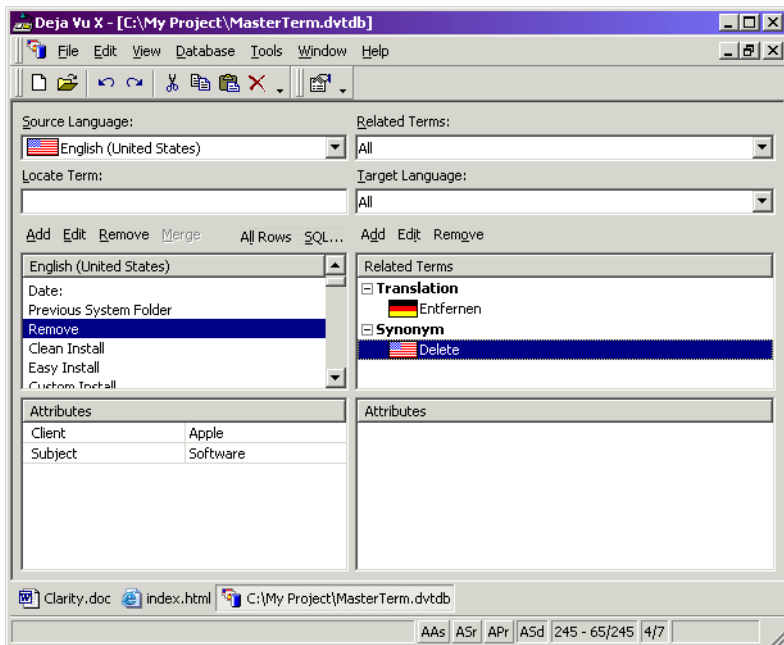 Deja Vu X - [C:\My Project\MasterTerm.dvtdb]
File Edit View Database Tools Window Help
Source Language: Related Terms:
English (United States) All
Locate Term: Target Language:
All
Add Edit Remove Merge All Rows SQL... Add Edit Remove
English (United States) Related Terms
Date: Translation
Previous System Folder Entfernen
Remove Synonym
Clean Install Delete
Easy Install
Custom Install
Attributes Attributes
Client Apple
Subject Software
Clarity.doc index.html C:\My Project\MasterTerm.dvtdb
AAs ASr APr ASd 245 - 65/245 4/7